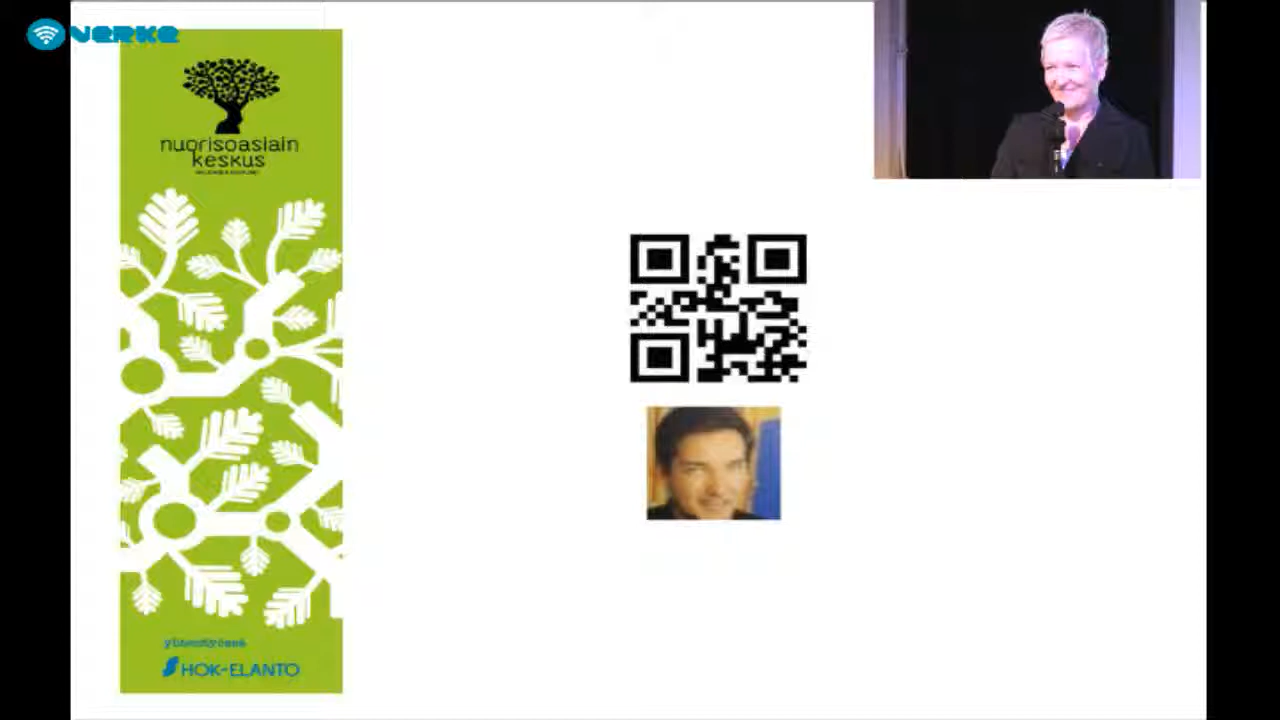 verke
nuorisoasiain
keskus
yhteistyössä
HOK-ELANTO